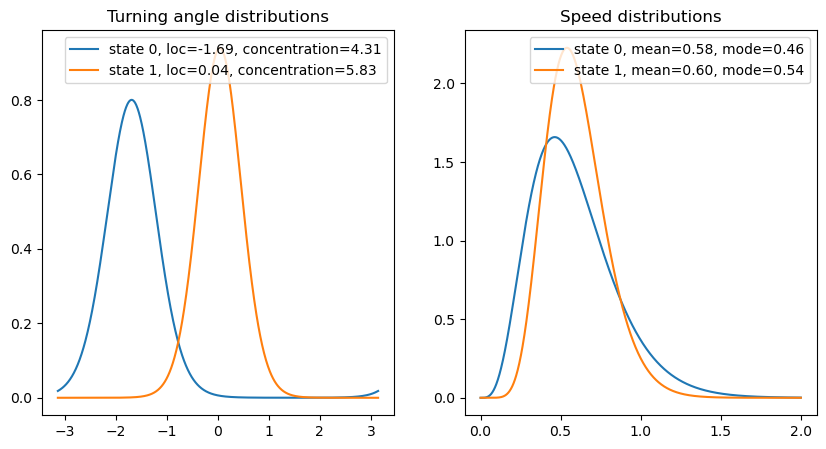 Turning angle distributions
state 0, loc=-1.69, concentration=4.31
state 1, loc=0.04, concentration=5.83
0.8
0.6
0.4
0.2
0.0
−3 −2 −1 0 1 2 3
Speed distributions
state 0, mean=0.58, mode=0.46
state 1, mean=0.60, mode=0.54
2.0
1.5
1.0
0.5
0.0
0.0 0.5 1.0 1.5 2.0